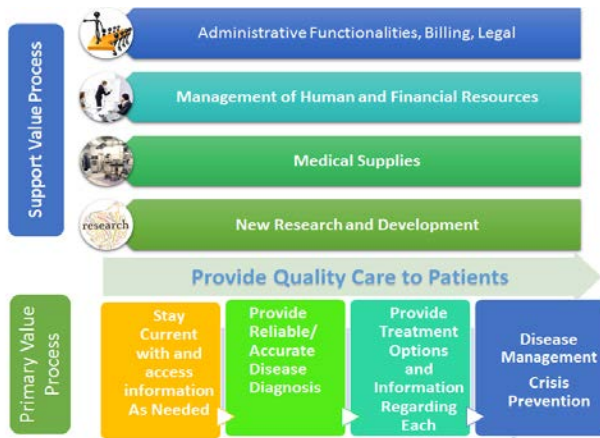 Support Value Process
Administrative Functionalities, Billing, Legal
Management of Human and Financial Resources
Medical Supplies
research
New Research and Development
Provide Quality Care to Patients
Primary Value
Process
Stay
Current
with and
access
information
As Needed
Provide
Reliable/
Accurate
Disease
Diagnosis
Provide
Treatment
Options
and
Information
Regarding
Each
Disease
Management
Crisis
Prevention